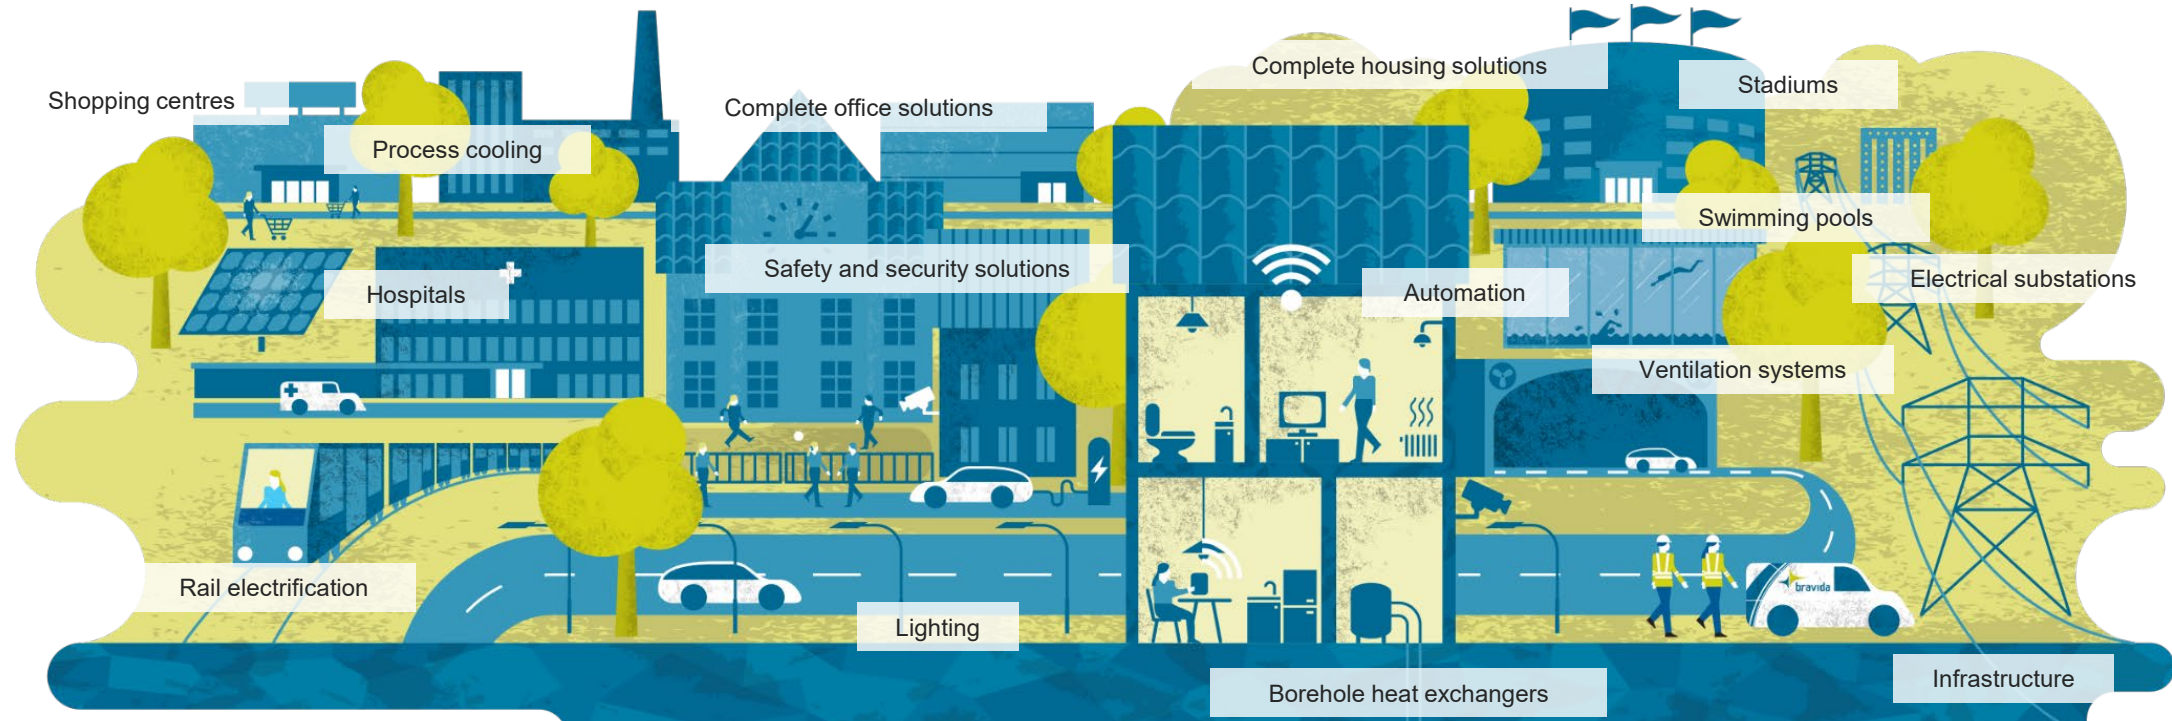 Shopping centres
Process cooling
Complete office solutions
Complete housing solutions
Stadiums
Swimming pools
Safety and security solutions
Hospitals
Automation
Electrical substations
Ventilation systems
Rail electrification
bravida
Lighting
Borehole heat exchangers
Infrastructure